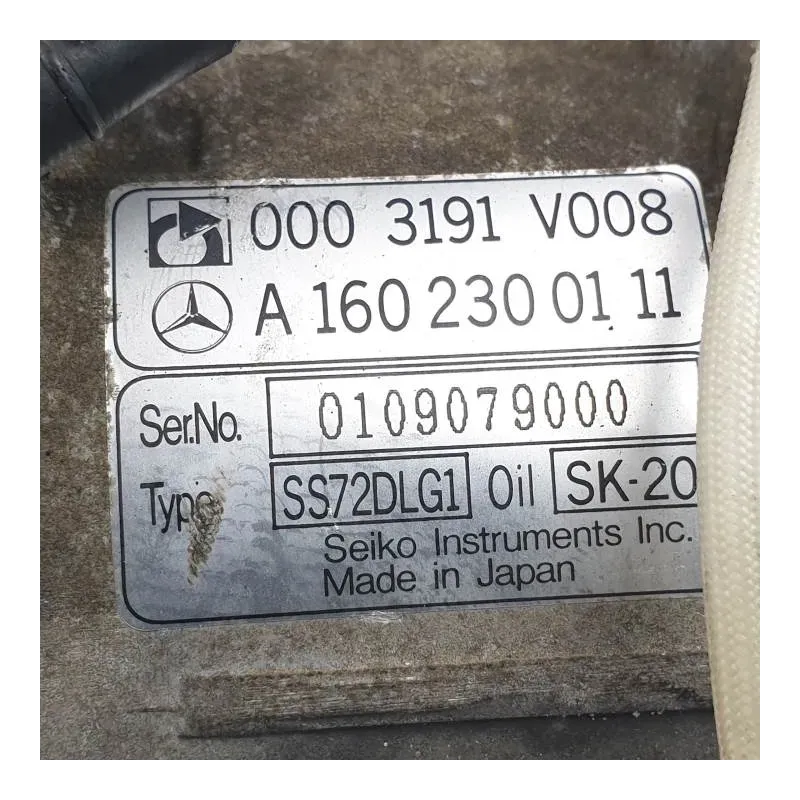 000 3191 V008
A 160 230 01 11
Ser.No. 0109079000
Type SS72DLG1 Oil SK-20
Seiko Instruments Inc.
Made in Japan